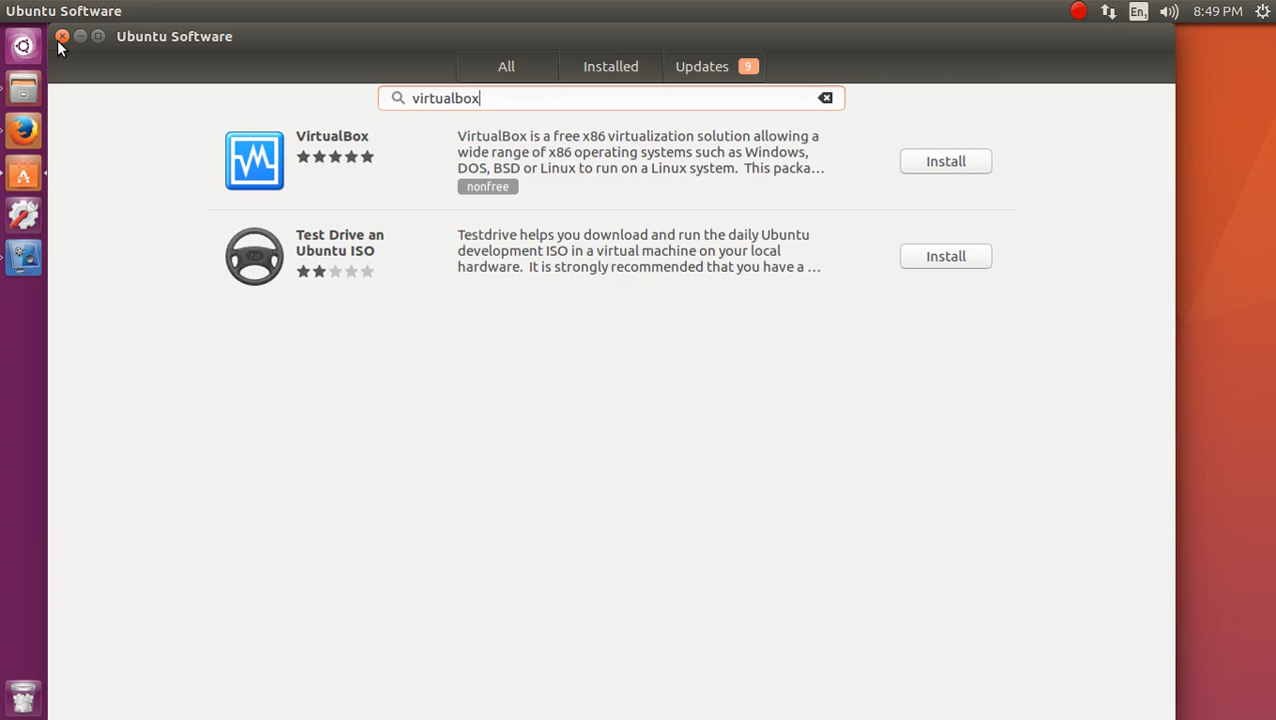 Ubuntu Software
En1
8:49 PM
Ubuntu Software
All
Installed
Updates
9
virtualbox
VirtualBox
VirtualBox is a free x86 virtualization solution allowing a
wide range of x86 operating systems such as Windows,
DOS, BSD or Linux to run on a Linux system. This packa...
nonfree
Install
Test Drive an
Ubuntu ISO
Testdrive helps you download and run the daily Ubuntu
development ISO in a virtual machine on your local
hardware. It is strongly recommended that you have a ...
Install